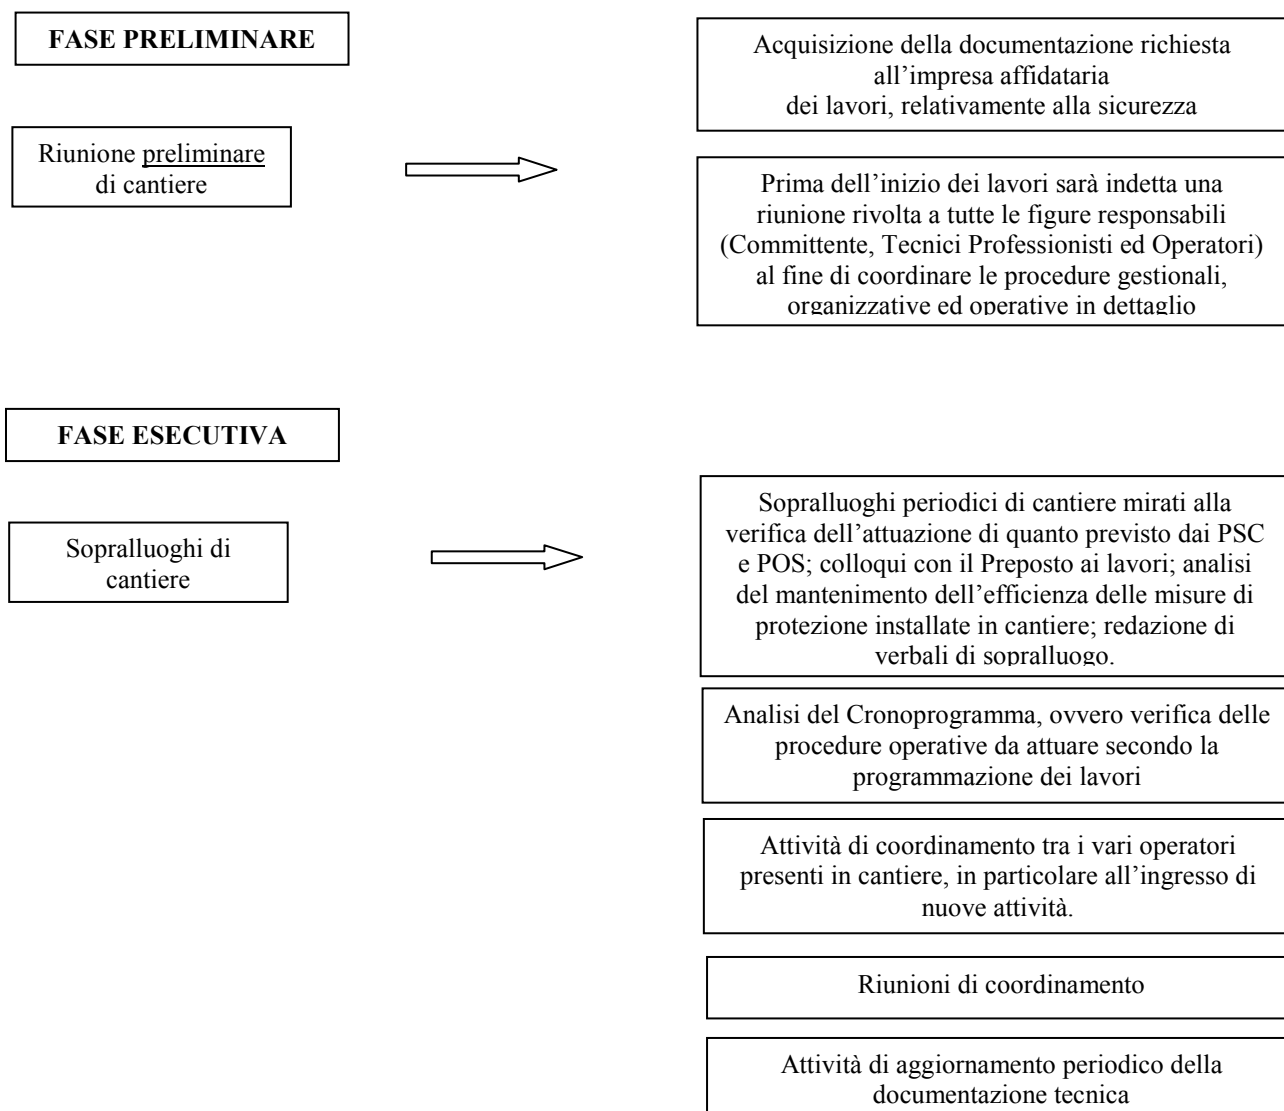 FASE PRELIMINARE
Riunione preliminare
di cantiere
Acquisizione della documentazione richiesta
all’impresa affidataria
dei lavori, relativamente alla sicurezza
Prima dell’inizio dei lavori sarà indetta una
riunione rivolta a tutte le figure responsabili
(Committente, Tecnici Professionisti ed Operatori)
al fine di coordinare le procedure gestionali,
organizzative ed operative in dettaglio
FASE ESECUTIVA
Sopralluoghi di
cantiere
Sopralluoghi periodici di cantiere mirati alla
verifica dell’attuazione di quanto previsto dai PSC
e POS; colloqui con il Preposto ai lavori; analisi
del mantenimento dell’efficienza delle misure di
protezione installate in cantiere; redazione di
verbali di sopralluogo.
Analisi del Cronoprogramma, ovvero verifica delle
procedure operative da attuare secondo la
programmazione dei lavori
Attività di coordinamento tra i vari operatori
presenti in cantiere, in particolare all’ingresso di
nuove attività.
Riunioni di coordinamento
Attività di aggiornamento periodico della
documentazione tecnica